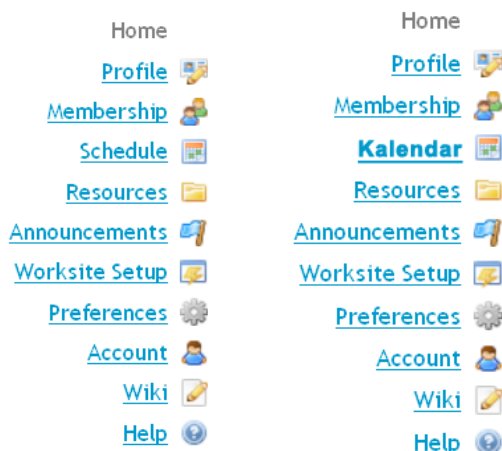 Home
Profile
Membership
Schedule
Resources
Announcements
Worksite Setup
Preferences
Account
Wiki
Help
Home
Profile
Membership
Kalendar
Resources
Announcements
Worksite Setup
Preferences
Account
Wiki
Help